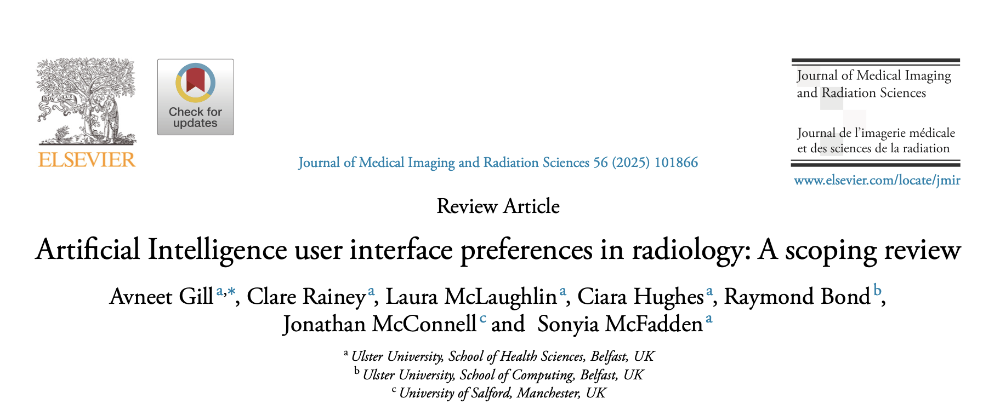 NON SOLUS
ELSEVIER
Check for
updates
Journal of Medical Imaging and Radiation Sciences 56 (2025) 101866
Journal of Medical Imaging
and Radiation Sciences
Journal de l’imagerie médicale
et des sciences de la radiation
www.elsevier.com/locate/jmir
Review Article
Artificial Intelligence user interface preferences in radiology: A scoping review
Avneet Gill a,*, Clare Rainey a, Laura McLaughlin a, Ciara Hughes a, Raymond Bond b,
Jonathan McConnell c and Sonyia McFadden a
a Ulster University, School of Health Sciences, Belfast, UK
b Ulster University, School of Computing, Belfast, UK
c University of Salford, Manchester, UK